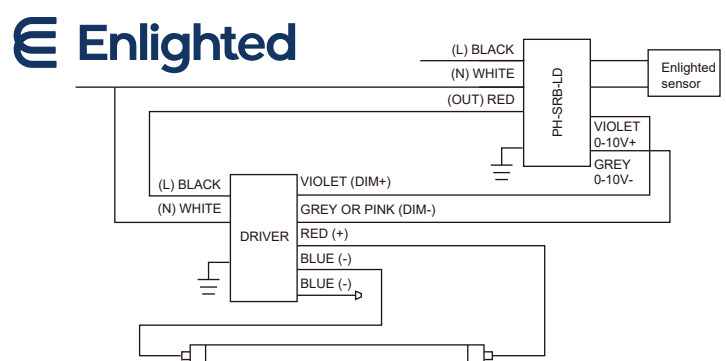 Enlighted
(L) BLACK
(N) WHITE
(OUT) RED
PH-SRB-LD
Enlighted
sensor
VIOLET
0-10V+
GREY
0-10V-
(L) BLACK
(N) WHITE
DRIVER
VIOLET (DIM+)
GREY OR PINK (DIM-)
RED (+)
BLUE (-)
BLUE (-)